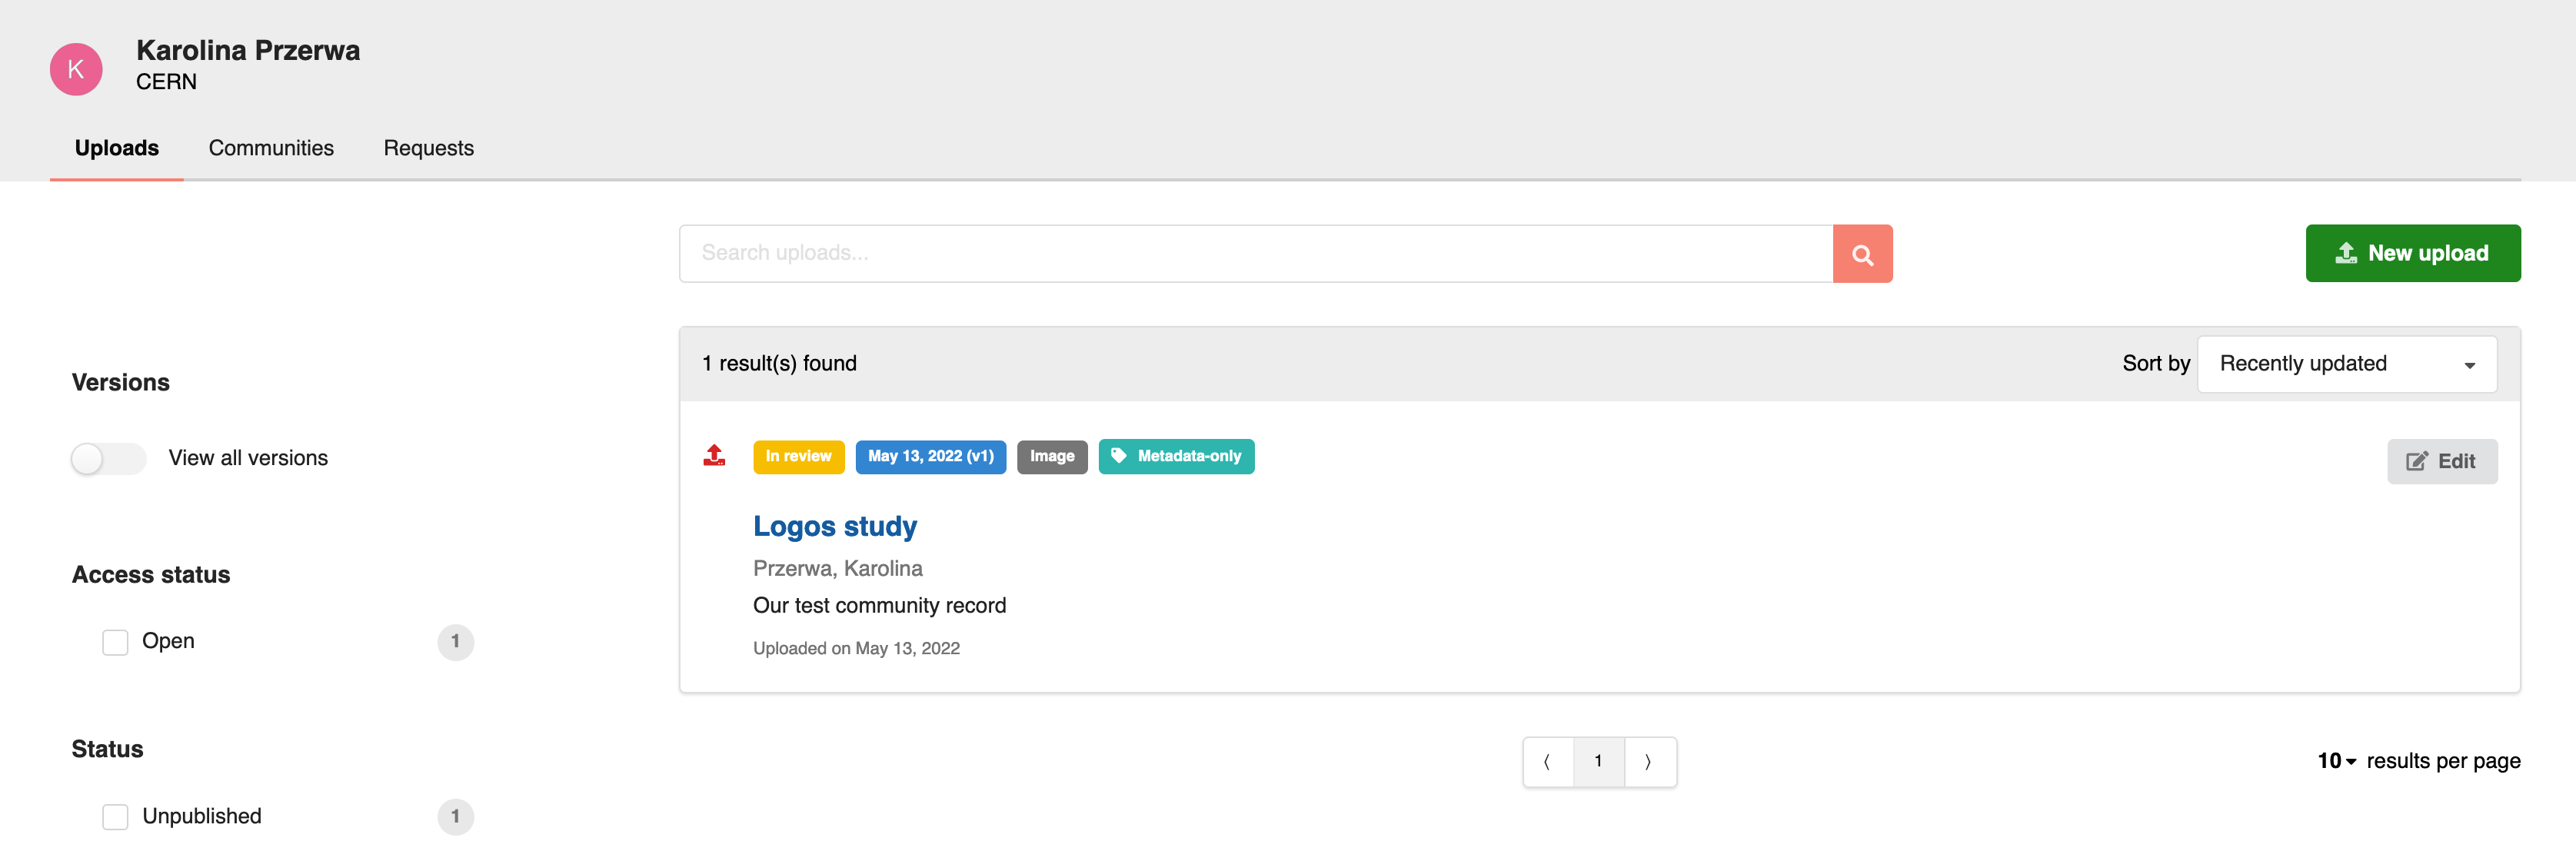 K
Karolina Przerwa
CERN
Uploads Communities Requests
Search uploads...
New upload
Versions
View all versions
Access status
Open 1
Status
Unpublished 1
1 result(s) found
Sort by Recently updated
In review May 13, 2022 (v1) Image Metadata-only
Edit
Logos study
Przerwa, Karolina
Our test community record
Uploaded on May 13, 2022
⟨ 1 ⟩
10 results per page